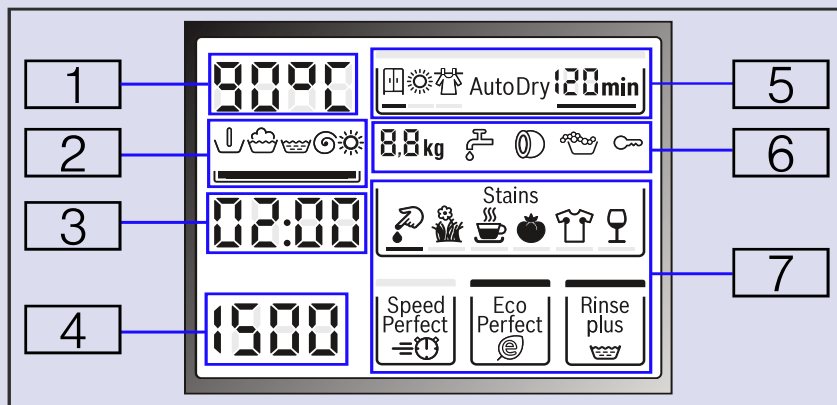 1
90°C
AutoDry 120min
5
2
8,8kg
6
3
02:00
Stains
7
4
1500
Speed Perfect
Eco Perfect
Rinse plus